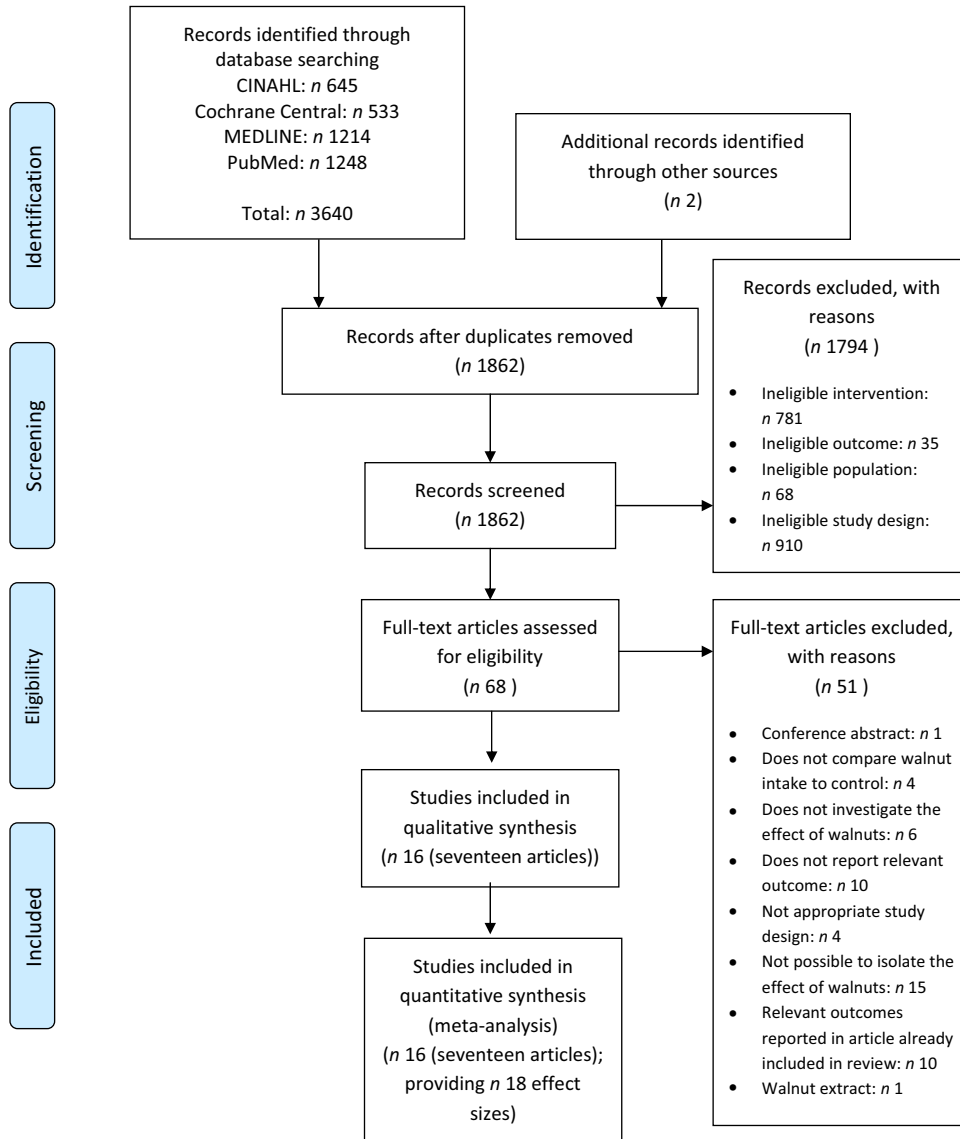 Records identified through
database searching
CINAHL: n 645
Cochrane Central: n 533
MEDLINE: n 1214
PubMed: n 1248
Total: n 3640
Additional records identified
through other sources
(n 2)
Identification
Records after duplicates removed
(n 1862)
Records excluded, with
reasons
(n 1794 )
• Ineligible intervention:
n 781
• Ineligible outcome: n 35
• Ineligible population:
n 68
• Ineligible study design:
n 910
Screening
Records screened
(n 1862)
Eligibility
Full-text articles assessed
for eligibility
(n 68 )
Full-text articles excluded,
with reasons
(n 51 )
• Conference abstract: n 1
• Does not compare walnut
intake to control: n 4
• Does not investigate the
effect of walnuts: n 6
• Does not report relevant
outcome: n 10
• Not appropriate study
design: n 4
• Not possible to isolate the
effect of walnuts: n 15
• Relevant outcomes
reported in article already
included in review: n 10
• Walnut extract: n 1
Studies included in
qualitative synthesis
(n 16 (seventeen articles))
Included
Studies included in
quantitative synthesis
(meta-analysis)
(n 16 (seventeen articles);
providing n 18 effect
sizes)